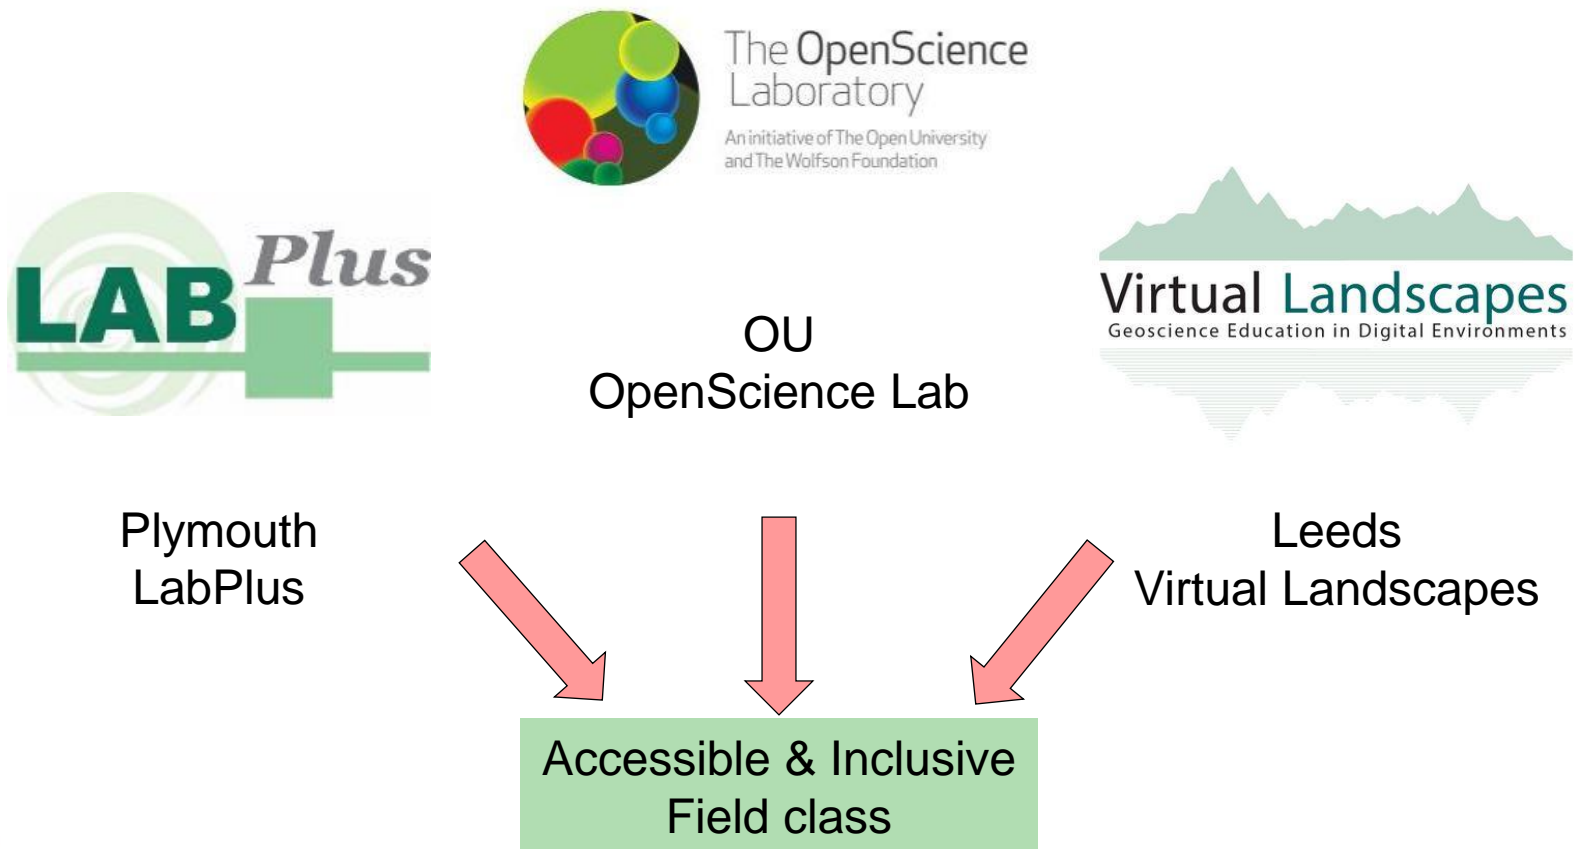 The OpenScience
Laboratory
An initiative of The Open University
and The Wolfson Foundation
LAB Plus
Virtual Landscapes
Geoscience Education in Digital Environments
OU
OpenScience Lab
Plymouth
LabPlus
Leeds
Virtual Landscapes
Accessible & Inclusive
Field class